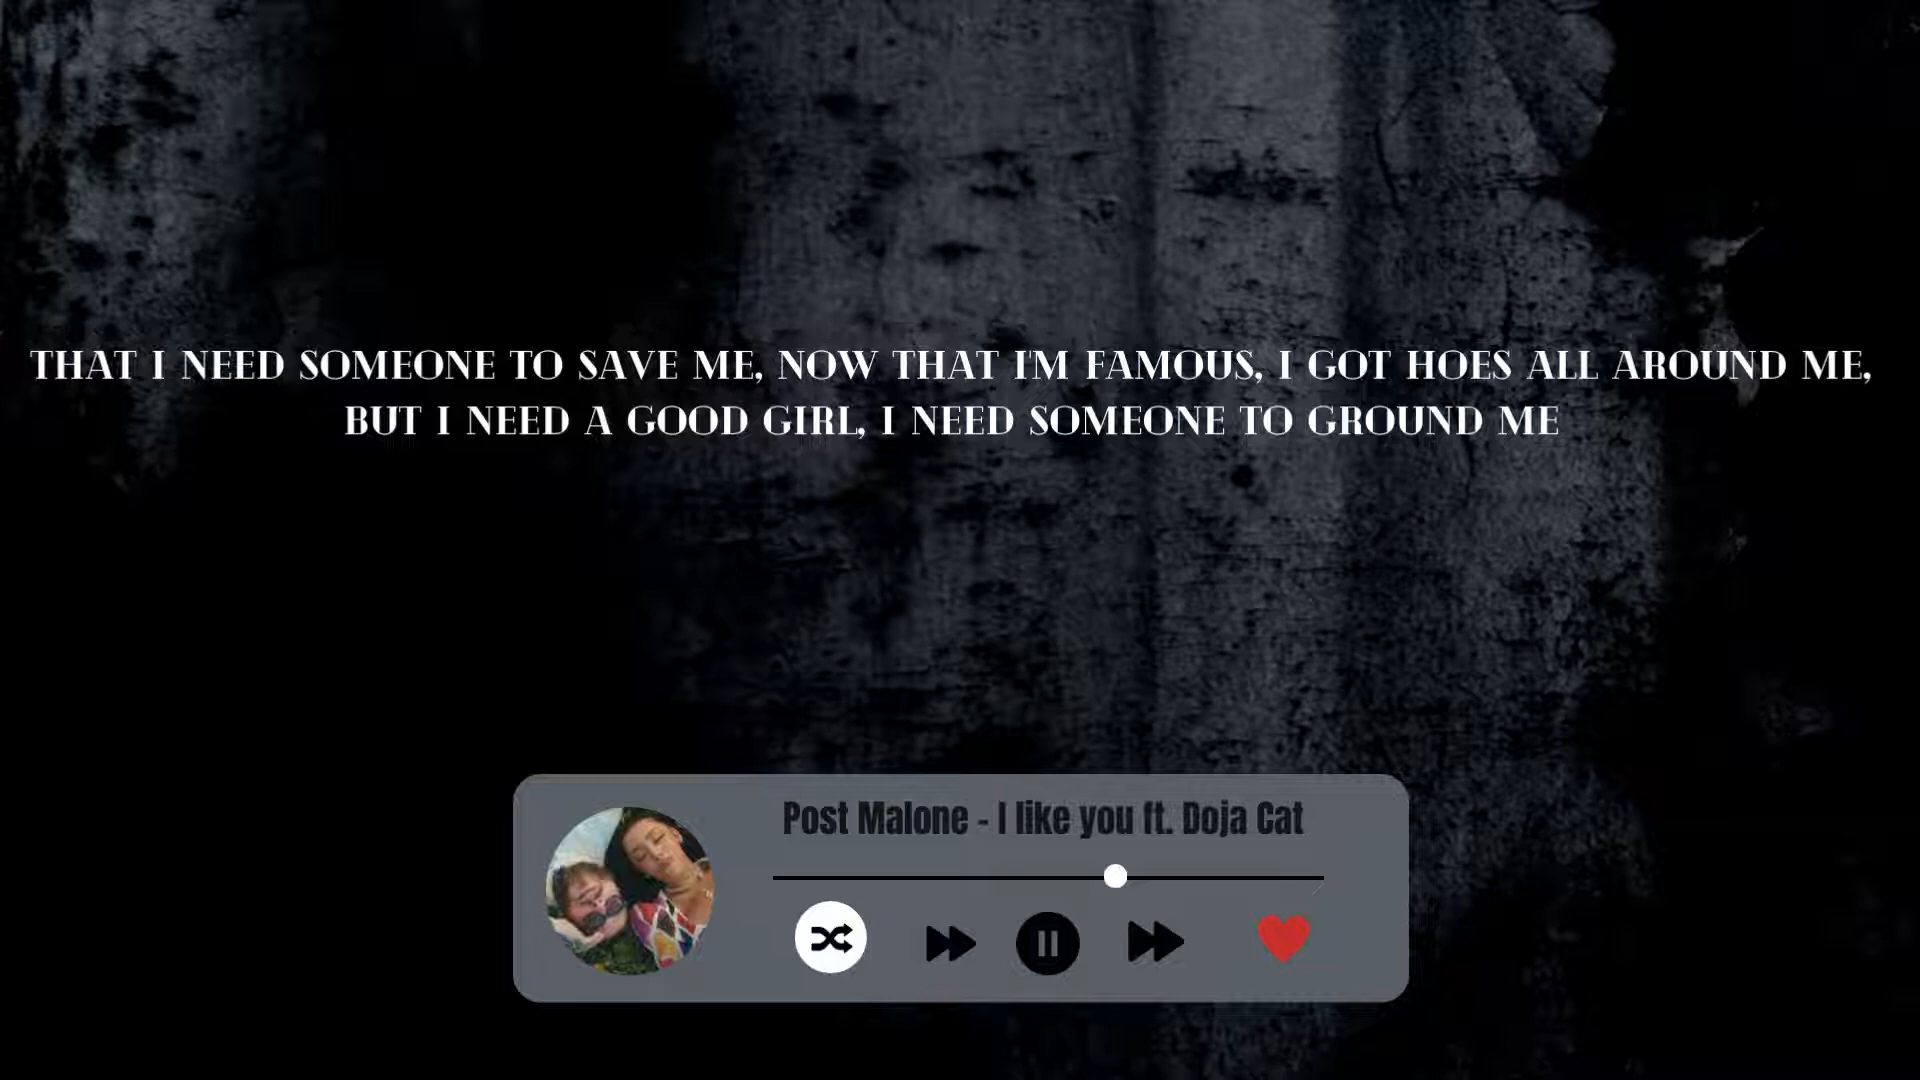 THAT I NEED SOMEONE TO SAVE ME, NOW THAT I'M FAMOUS, I GOT HOES ALL AROUND ME,
BUT I NEED A GOOD GIRL, I NEED SOMEONE TO GROUND ME
Post Malone - I like you ft. Doja Cat